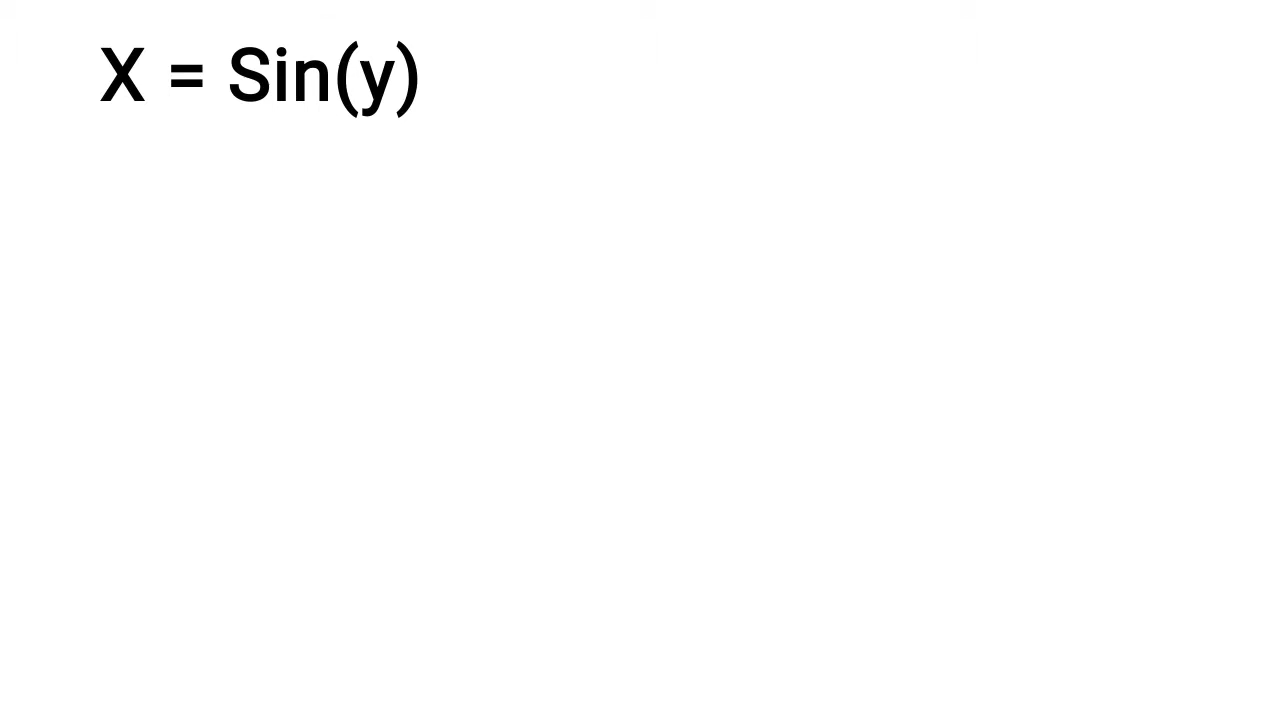 X = Sin(y)